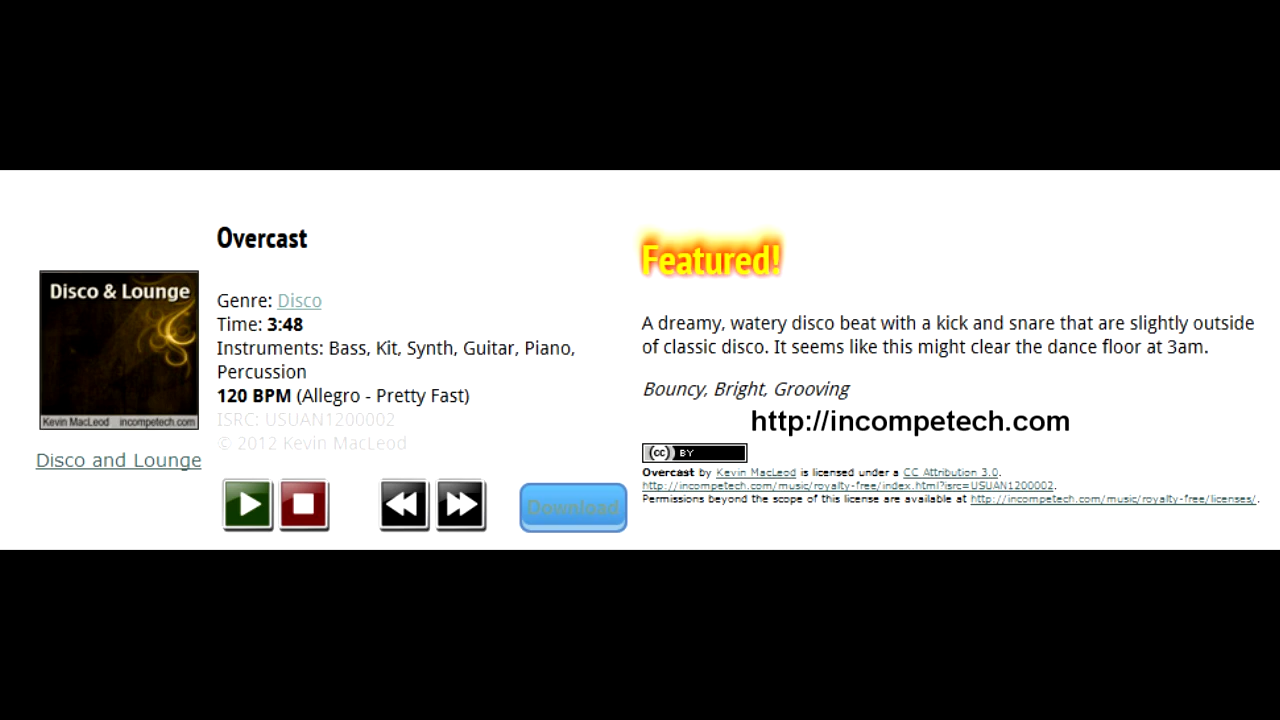 Overcast
Disco & Lounge
Kevin MacLeod incompetech.com
Disco and Lounge
Genre: Disco
Time: 3:48
Instruments: Bass, Kit, Synth, Guitar, Piano,
Percussion
120 BPM (Allegro - Pretty Fast)
ISRC: USUAN1200002
© 2012 Kevin MacLeod
Download
Featured!
A dreamy, watery disco beat with a kick and snare that are slightly outside
of classic disco. It seems like this might clear the dance floor at 3am.
Bouncy, Bright, Grooving
http://incompetech.com
(cc) BY
Overcast by Kevin MacLeod is licensed under a CC Attribution 3.0.
http://incompetech.com/music/royalty-free/index.html?isrc=USUAN1200002.
Permissions beyond the scope of this license are available at http://incompetech.com/music/royalty-free/licenses/.